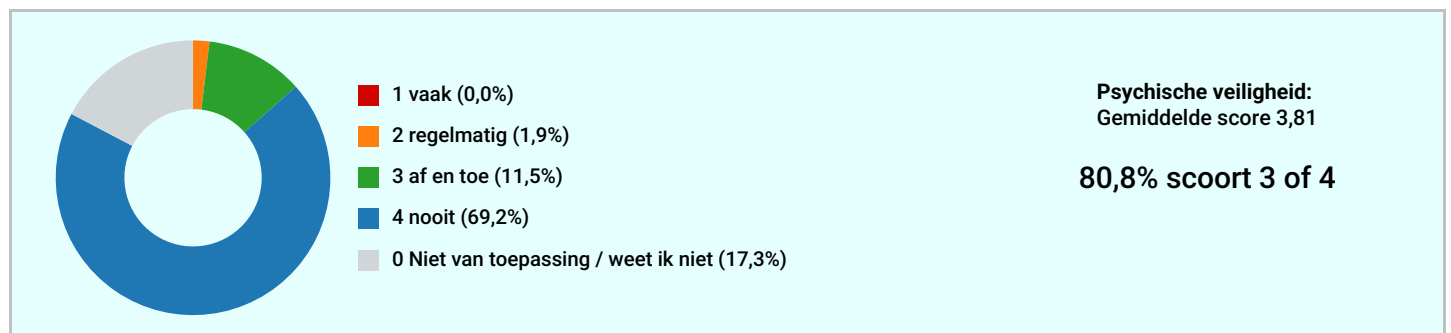 1 vaak (0,0%)
2 regelmatig (1,9%)
3 af en toe (11,5%)
4 nooit (69,2%)
0 Niet van toepassing / weet ik niet (17,3%)
Psychische veiligheid:
Gemiddelde score 3,81
80,8% scoort 3 of 4